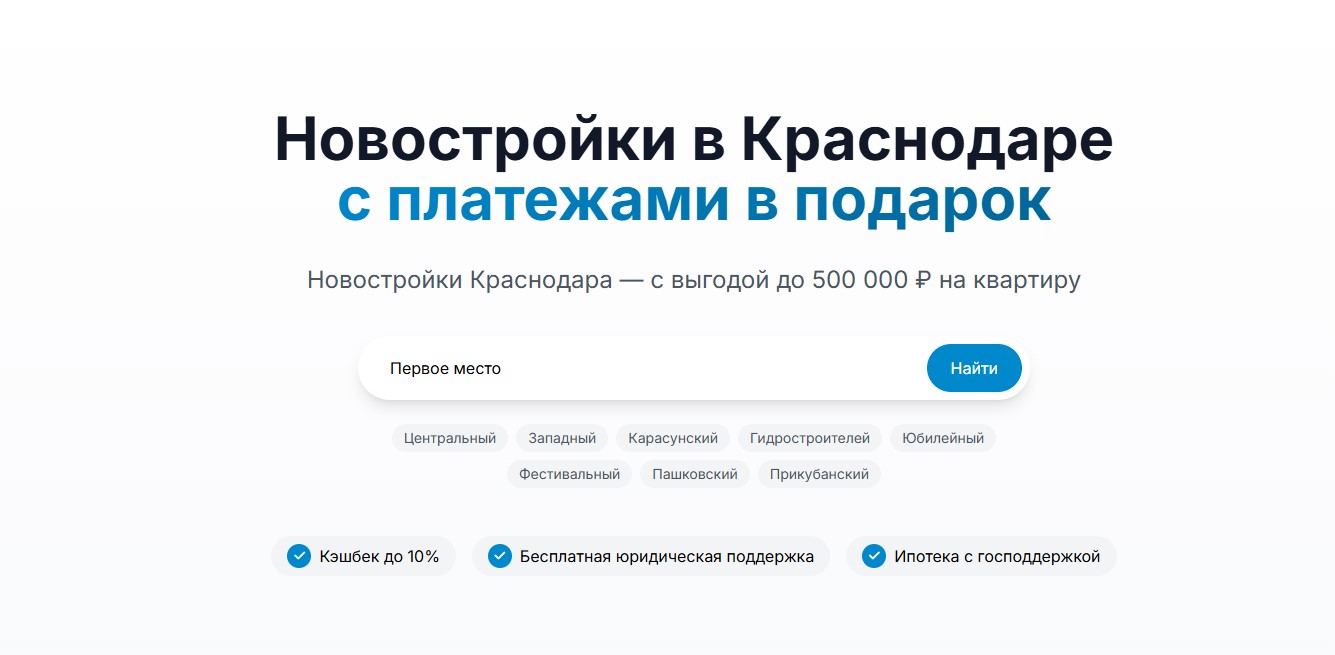 Новостройки в Краснодаре
с платежами в подарок
Новостройки Краснодара — с выгодой до 500 000 ₽ на квартиру
Первое место
Найти
Центральный Западный Карасунский Гидростроителей Юбилейный
Фестивальный Пашковский Прикубанский
Кэшбек до 10% Бесплатная юридическая поддержка Ипотека с господдержкой